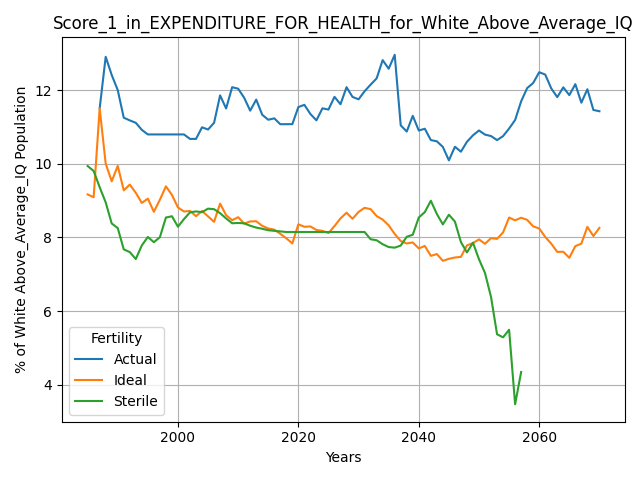 Score_1_in_EXPENDITURE_FOR_HEALTH_for_White_Above_Average_IQ
% of White Above_Average_IQ Population
12
10
8
6
4
Fertility
Actual
Ideal
Sterile
2000 2020 2040 2060
Years